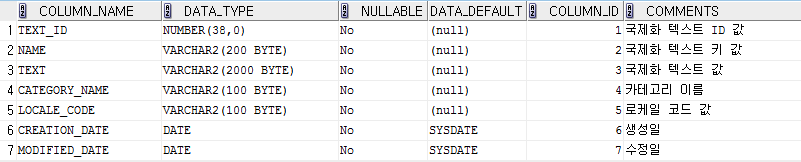 COLUMN_NAME DATA_TYPE NULLABLE DATA_DEFAULT COLUMN_ID COMMENTS
1 TEXT_ID NUMBER(38,0) No (null) 1 국제화 텍스트 ID 값
2 NAME VARCHAR2(200 BYTE) No (null) 2 국제화 텍스트 키 값
3 TEXT VARCHAR2(2000 BYTE) No (null) 3 국제화 텍스트 값
4 CATEGORY_NAME VARCHAR2(100 BYTE) No (null) 4 카테고리 이름
5 LOCALE_CODE VARCHAR2(100 BYTE) No (null) 5 로케일 코드 값
6 CREATION_DATE DATE No SYSDATE 6 생성일
7 MODIFIED_DATE DATE No SYSDATE 7 수정일